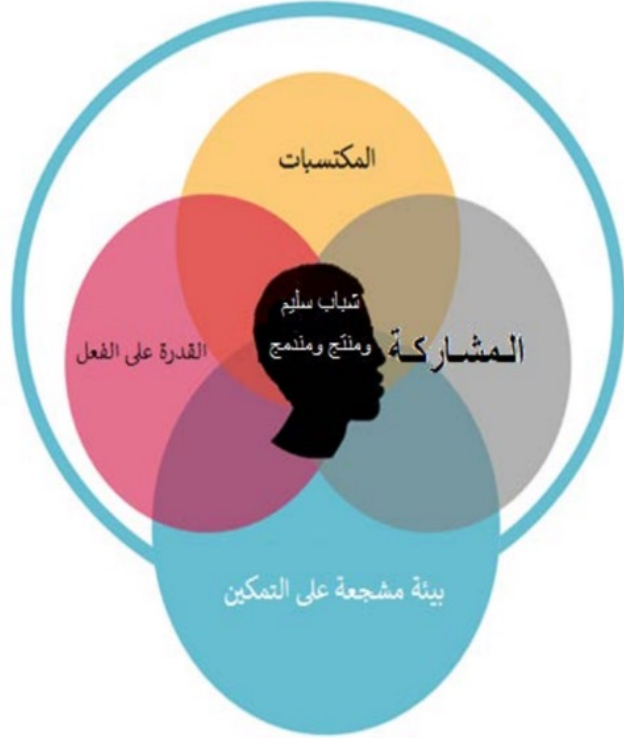 المكتسبات
شباب سليم
ومنتج ومندمج
المشاركة
القدرة على الفعل
بيئة مشجعة على التمكين